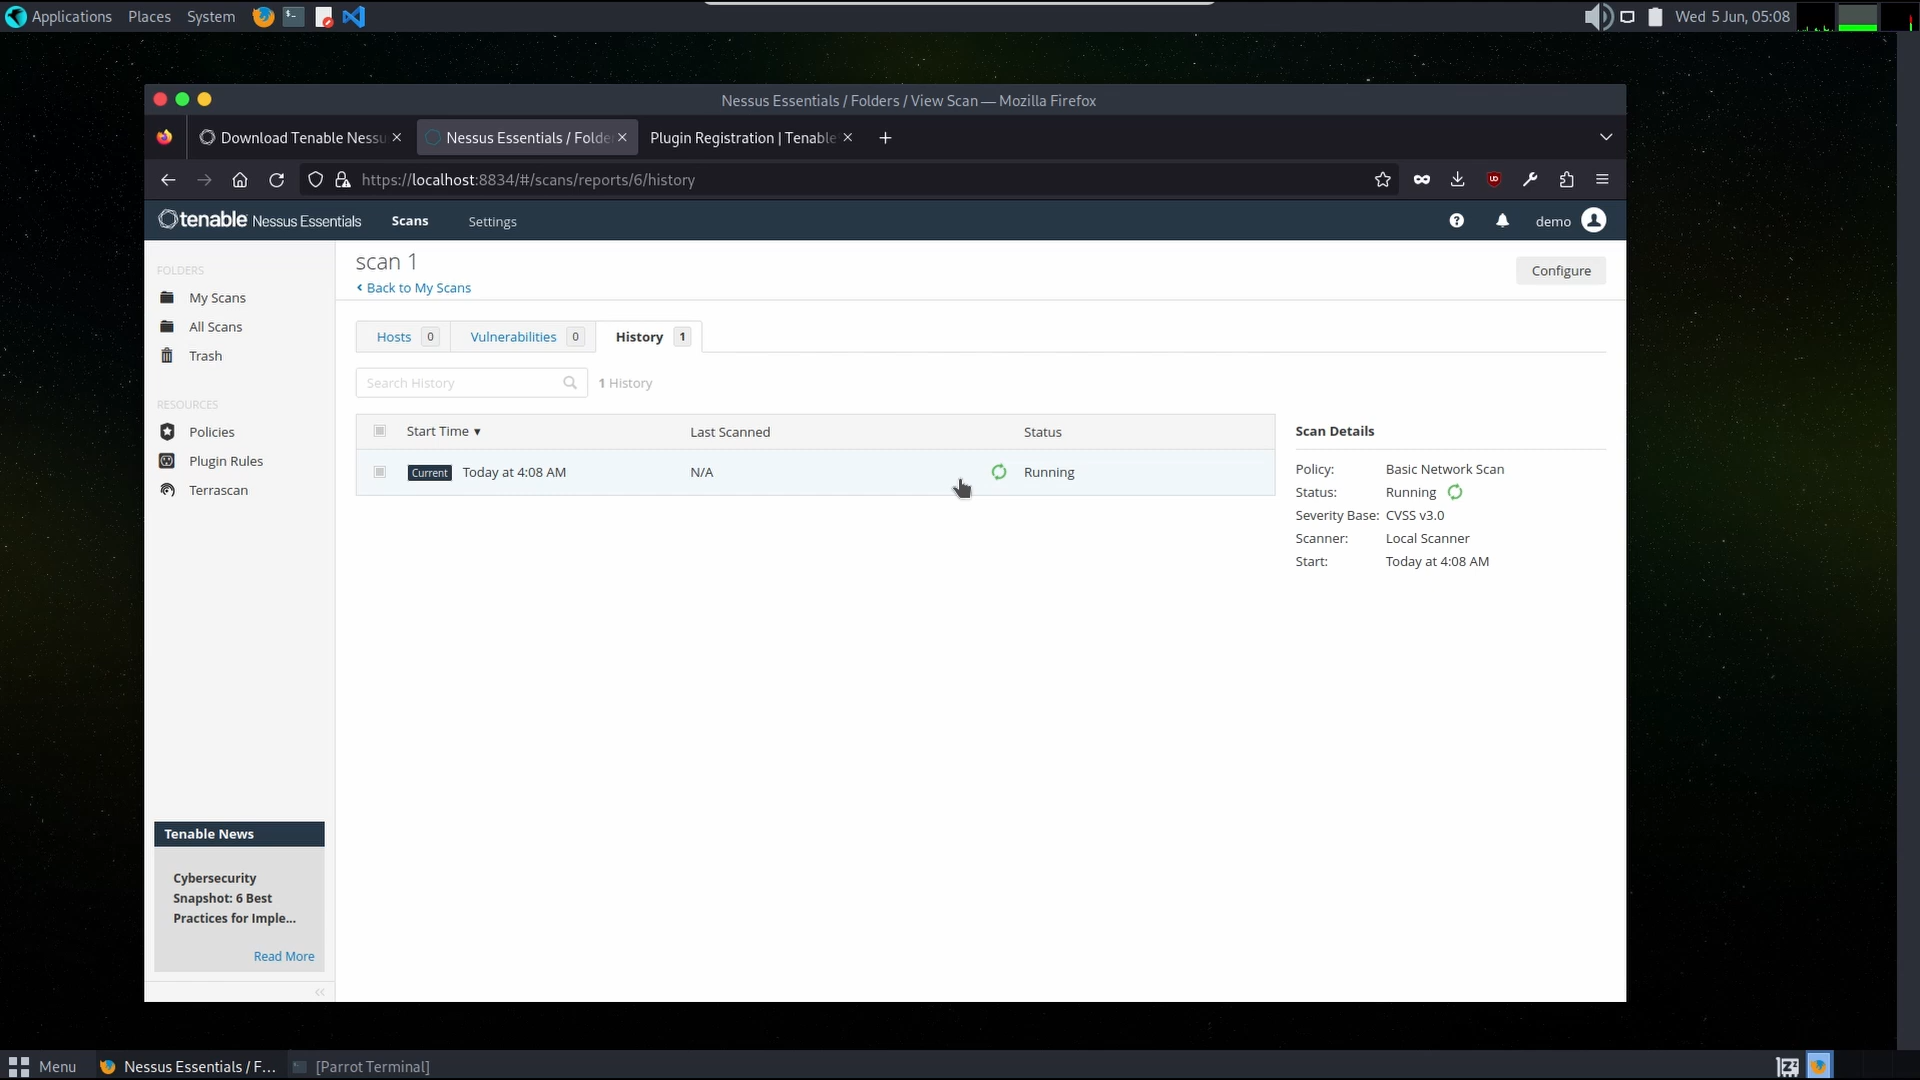 Applications Places System
Wed 5 Jun, 05:08
Nessus Essentials / Folders / View Scan — Mozilla Firefox
Download Tenable Nessu
Nessus Essentials / Folde
Plugin Registration | Tenable
https://localhost:8834/#/scans/reports/6/history
tenable Nessus Essentials
Scans
Settings
demo
FOLDERS
My Scans
All Scans
Trash
RESOURCES
Policies
Plugin Rules
Terrascan
Tenable News
Cybersecurity
Snapshot: 6 Best
Practices for Imple...
Read More
scan 1
Back to My Scans
Configure
Hosts 0
Vulnerabilities 0
History 1
Search History
1 History
Start Time Last Scanned Status
Current Today at 4:08 AM N/A Running
Scan Details
Policy: Basic Network Scan
Status: Running
Severity Base: CVSS v3.0
Scanner: Local Scanner
Start: Today at 4:08 AM
Menu
Nessus Essentials / F...
[Parrot Terminal]